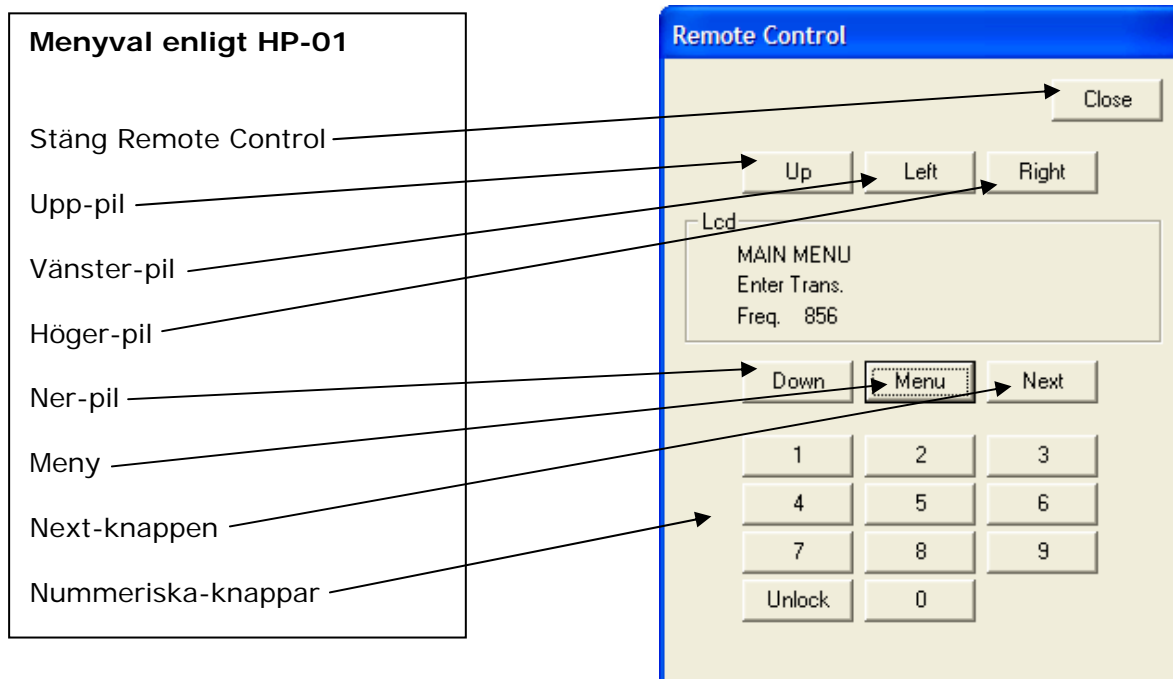 Menyval enligt HP-01
Stäng Remote Control
Upp-pil
Vänster-pil
Höger-pil
Ner-pil
Meny
Next-knappen
Nummeriska-knappar
Remote Control
Close
Up Left Right
Lcd
MAIN MENU
Enter Trans.
Freq. 856
Down Menu Next
1 2 3
4 5 6
7 8 9
Unlock 0